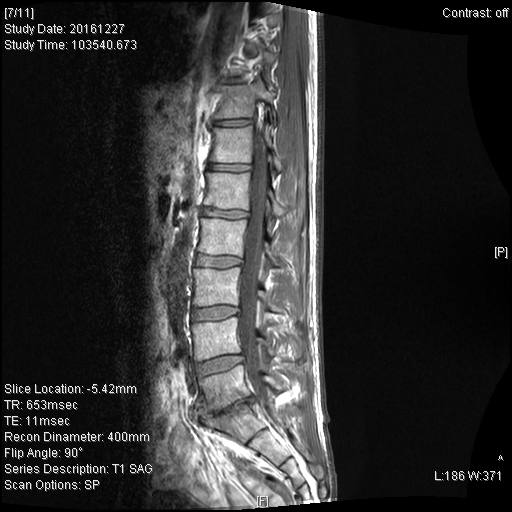 [7/11]
Study Date: 20161227
Study Time: 103540.673
Contrast: off
[P]
Slice Location: -5.42mm
TR: 653msec
TE: 11msec
Recon Dinameter: 400mm
Flip Angle: 90°
Series Description: T1 SAG
Scan Options: SP
A
L:186 W:371
[F]